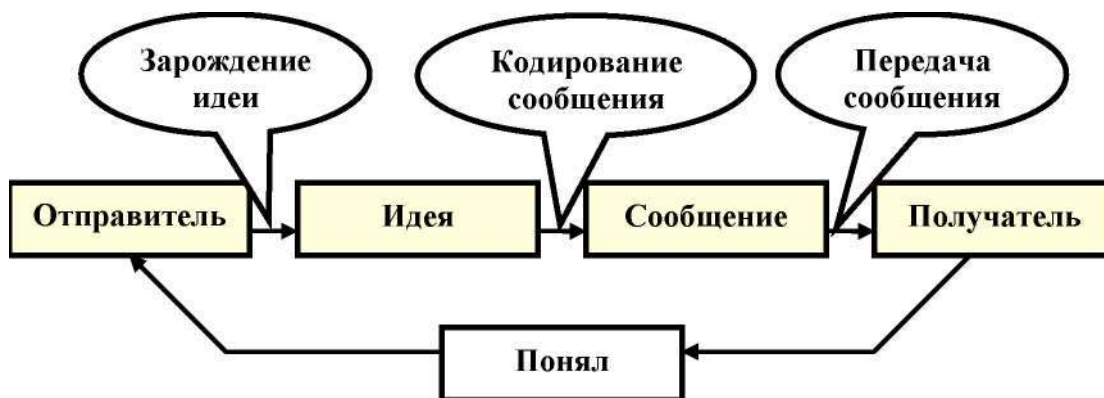 Зарождение
идеи
Кодирование
сообщения
Передача
сообщения
Отправитель
Идея
Сообщение
Получатель
Понял